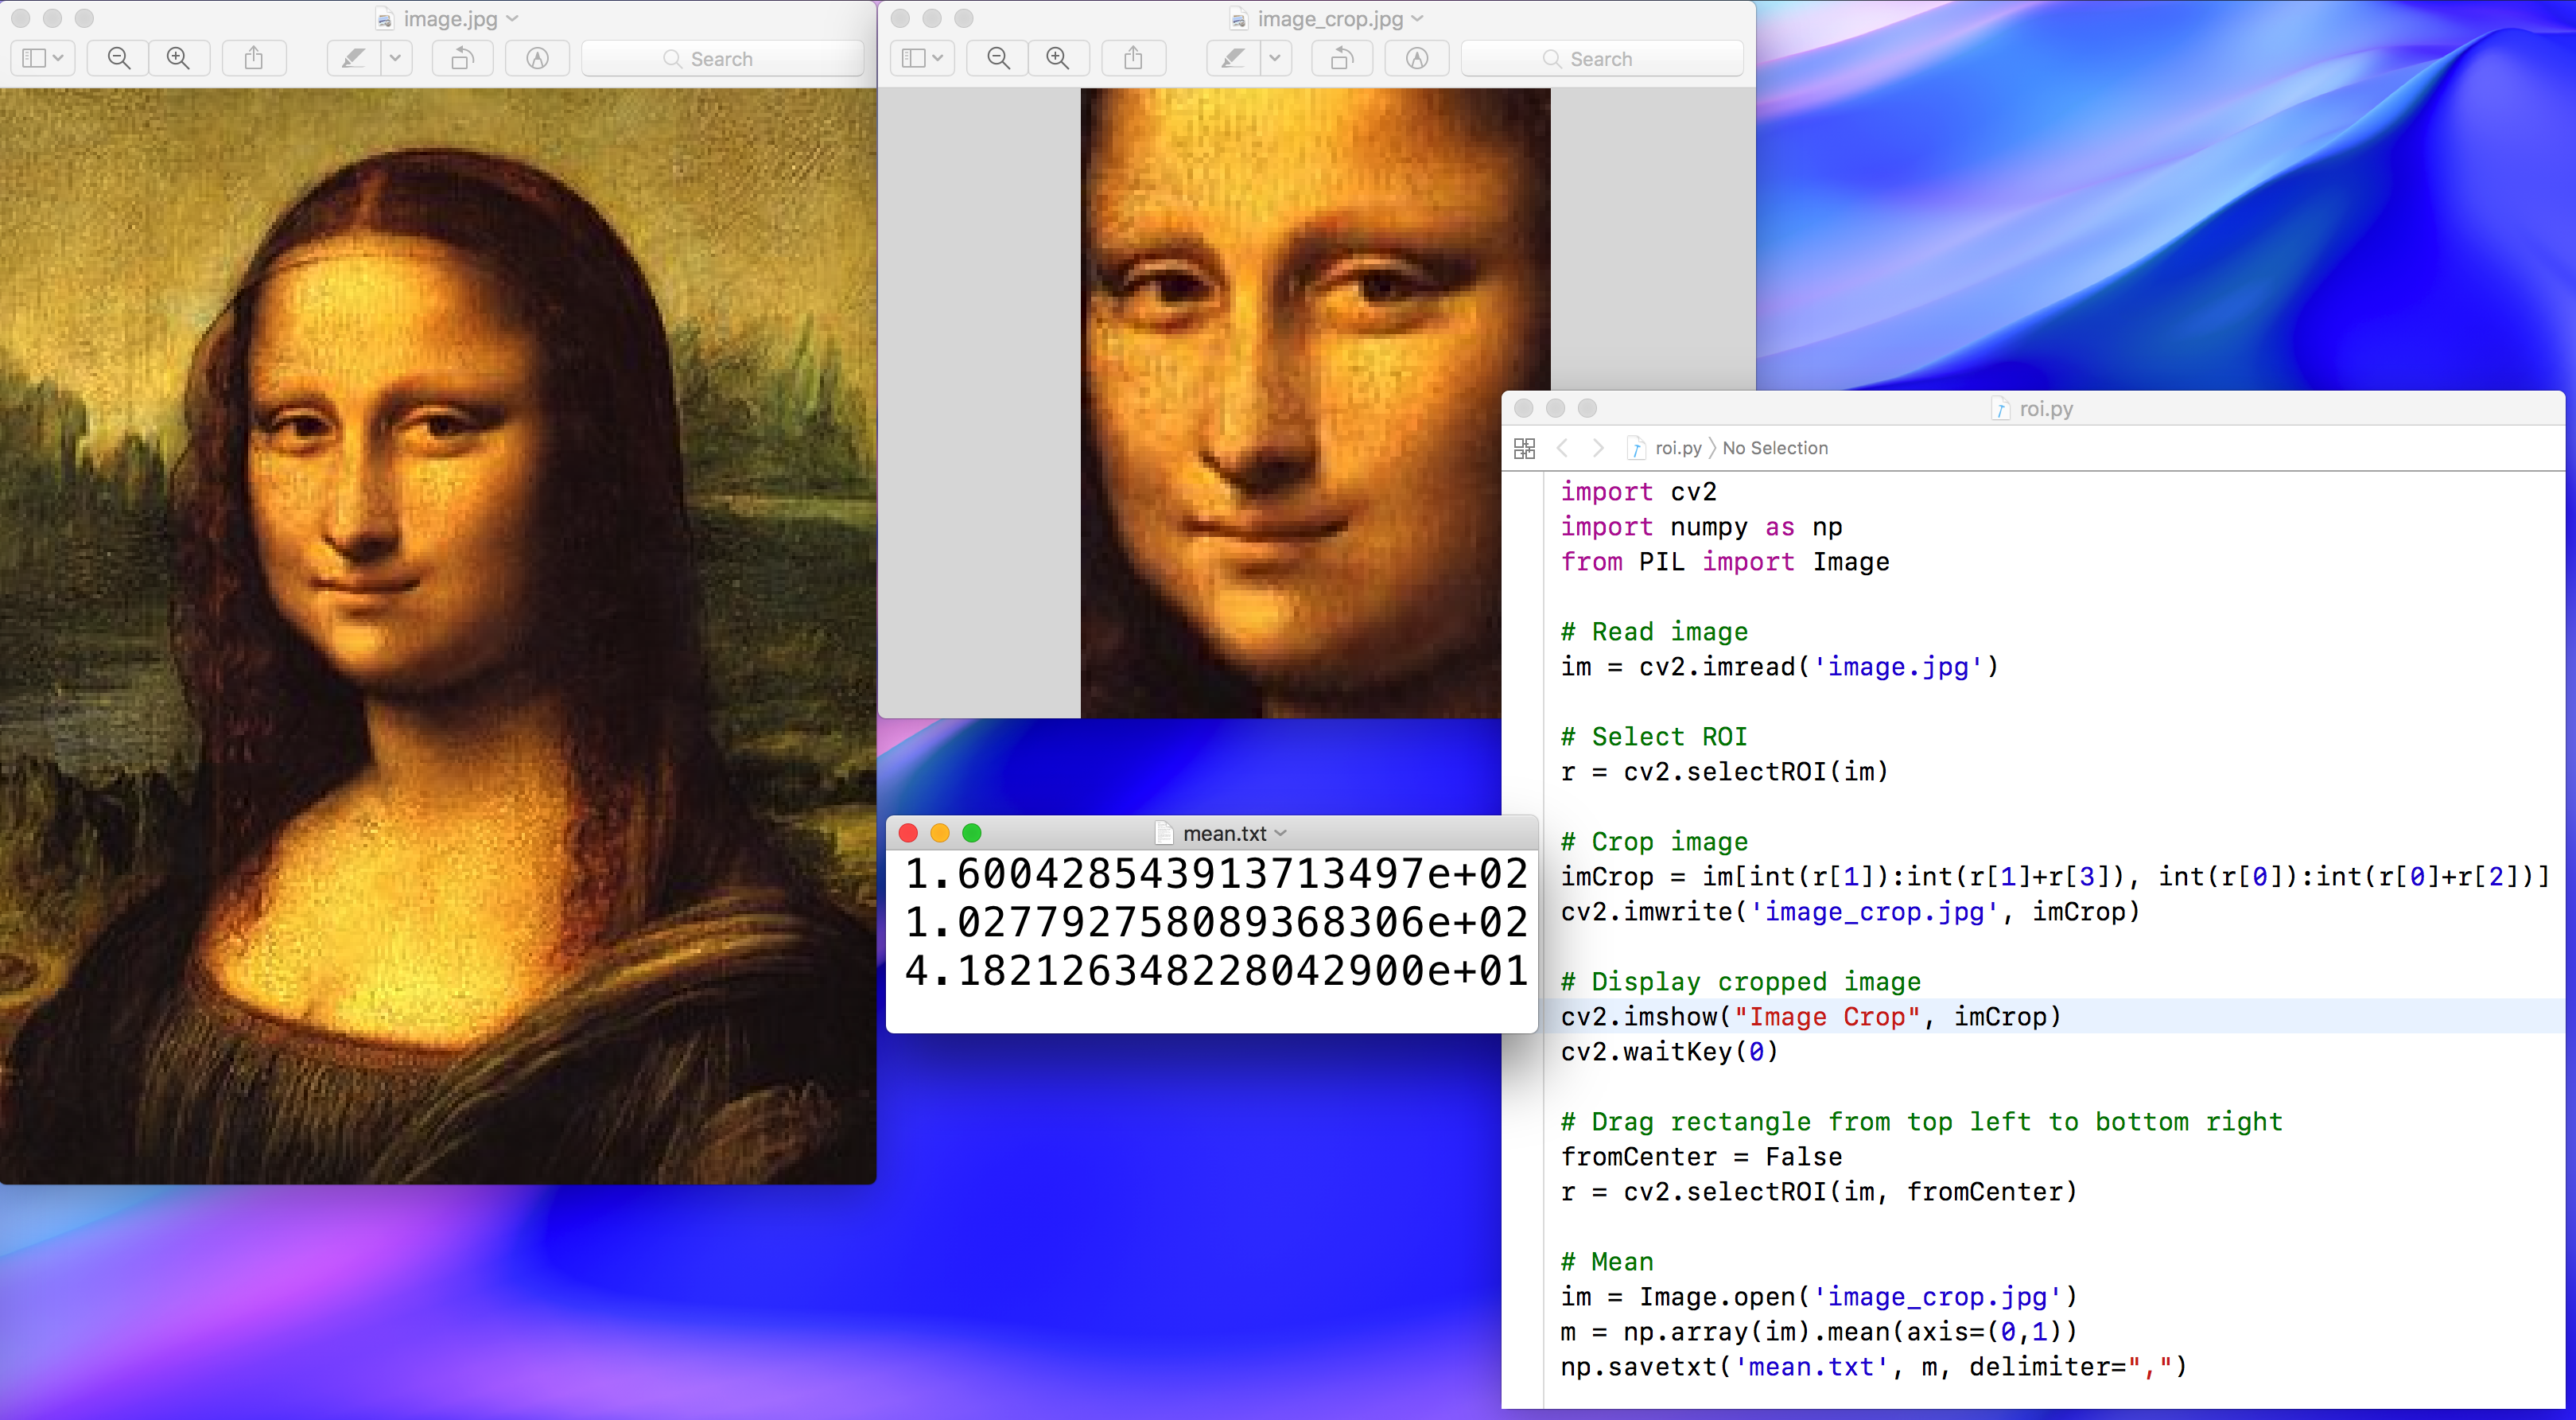 image.jpg
Search
image_crop.jpg
Search
roi.py
roi.py 〉 No Selection
import cv2
import numpy as np
from PIL import Image
# Read image
im = cv2.imread('image.jpg')
# Select ROI
r = cv2.selectROI(im)
# Crop image
imCrop = im[int(r[1]):int(r[1]+r[3]), int(r[0]):int(r[0]+r[2])]
cv2.imwrite('image_crop.jpg', imCrop)
# Display cropped image
cv2.imshow("Image Crop", imCrop)
cv2.waitKey(0)
# Drag rectangle from top left to bottom right
fromCenter = False
r = cv2.selectROI(im, fromCenter)
# Mean
im = Image.open('image_crop.jpg')
m = np.array(im).mean(axis=(0,1))
np.savetxt('mean.txt', m, delimiter=",")
mean.txt
1.600428543913713497e+02
1.027792758089368306e+02
4.182126348228042900e+01